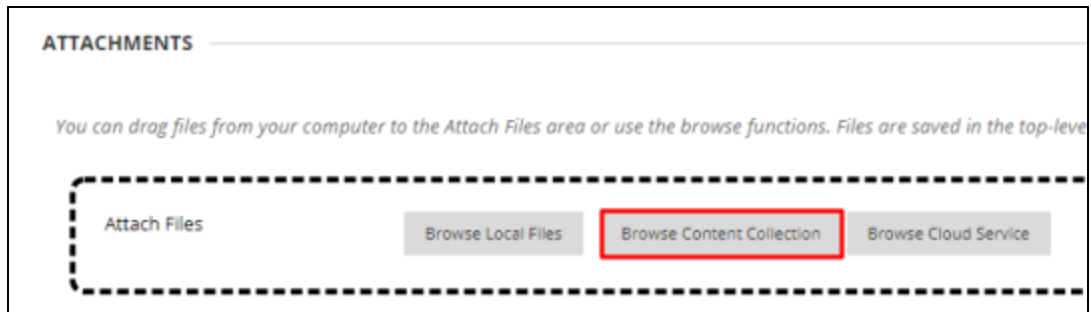 ATTACHMENTS
You can drag files from your computer to the Attach Files area or use the browse functions. Files are saved in the top-leve
Attach Files Browse Local Files Browse Content Collection Browse Cloud Service